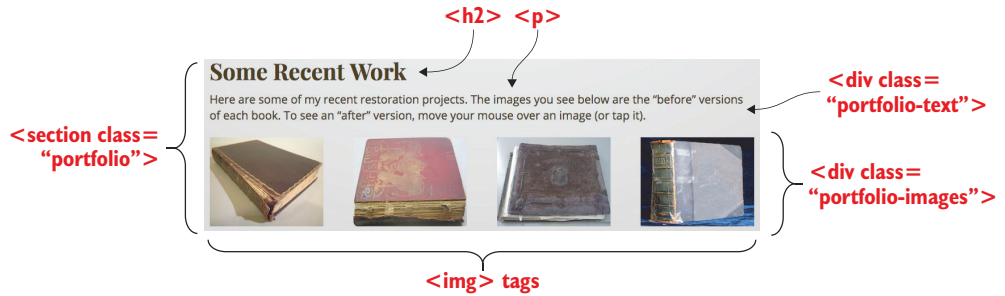 <h2> <p>
Some Recent Work
Here are some of my recent restoration projects. The images you see below are the “before” versions
of each book. To see an “after” version, move your mouse over an image (or tap it).
<div class=
“portfolio-text”>
<section class=
“portfolio”>
<div class=
“portfolio-images”>
<img> tags